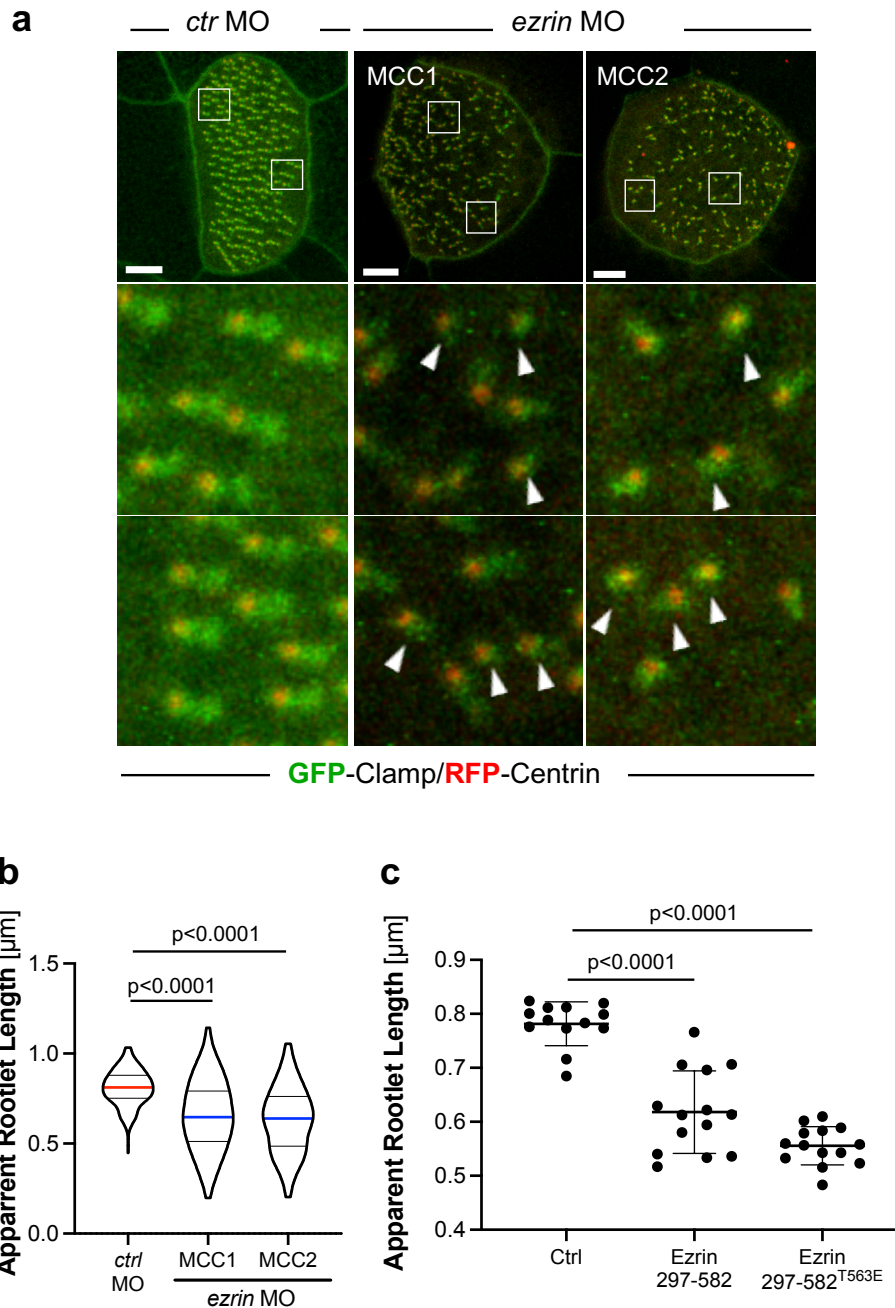 a
ctr MO
ezrin MO
MCC1
MCC2
GFP-Clamp/RFP-Centrin
b
Apparrent Rootlet Length [µm]
p<0.0001
p<0.0001
1.5
1.0
0.5
0.0
ctrl
MO
MCC1
MCC2
ezrin MO
c
Apparent Rootlet Length [µm]
p<0.0001
p<0.0001
0.9
0.8
0.7
0.6
0.5
0.4
Ctrl
Ezrin
297-582
Ezrin
297-582T563E